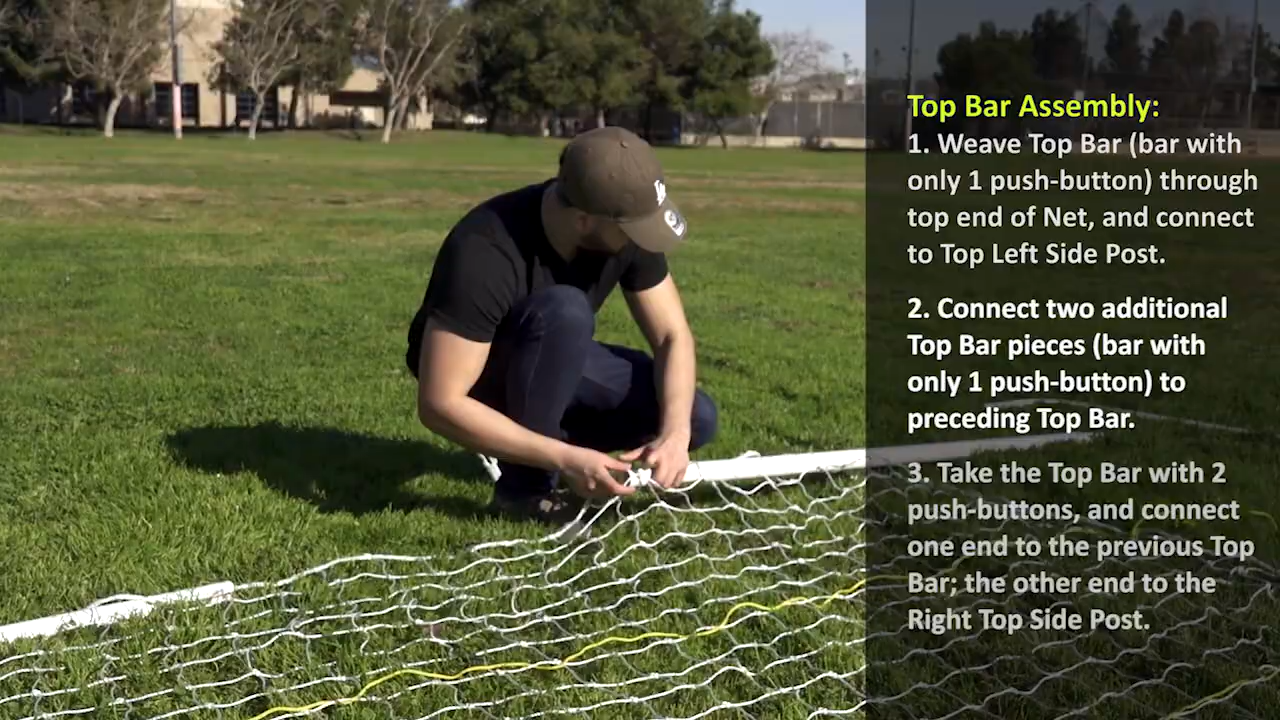 Top Bar Assembly:
1. Weave Top Bar (bar with
only 1 push-button) through
top end of Net, and connect
to Top Left Side Post.
2. Connect two additional
Top Bar pieces (bar with
only 1 push-button) to
preceding Top Bar.
3. Take the Top Bar with 2
push-buttons, and connect
one end to the previous Top
Bar; the other end to the
Right Top Side Post.